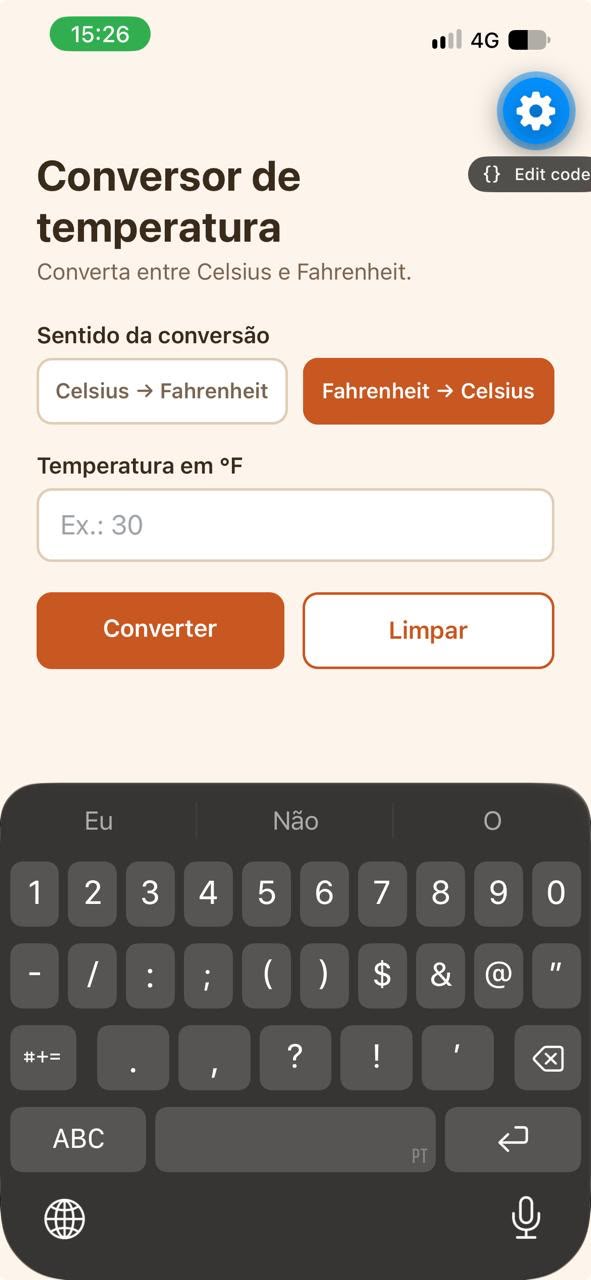 15:26
4G
{} Edit code
Conversor de
temperatura
Converta entre Celsius e Fahrenheit.
Sentido da conversão
Celsius → Fahrenheit
Fahrenheit → Celsius
Temperatura em °F
Ex.: 30
Converter
Limpar
Eu
Não
O
1 2 3 4 5 6 7 8 9 0
- / : ; ( ) $ & @ "
#+= . , ? ! '
ABC
PT